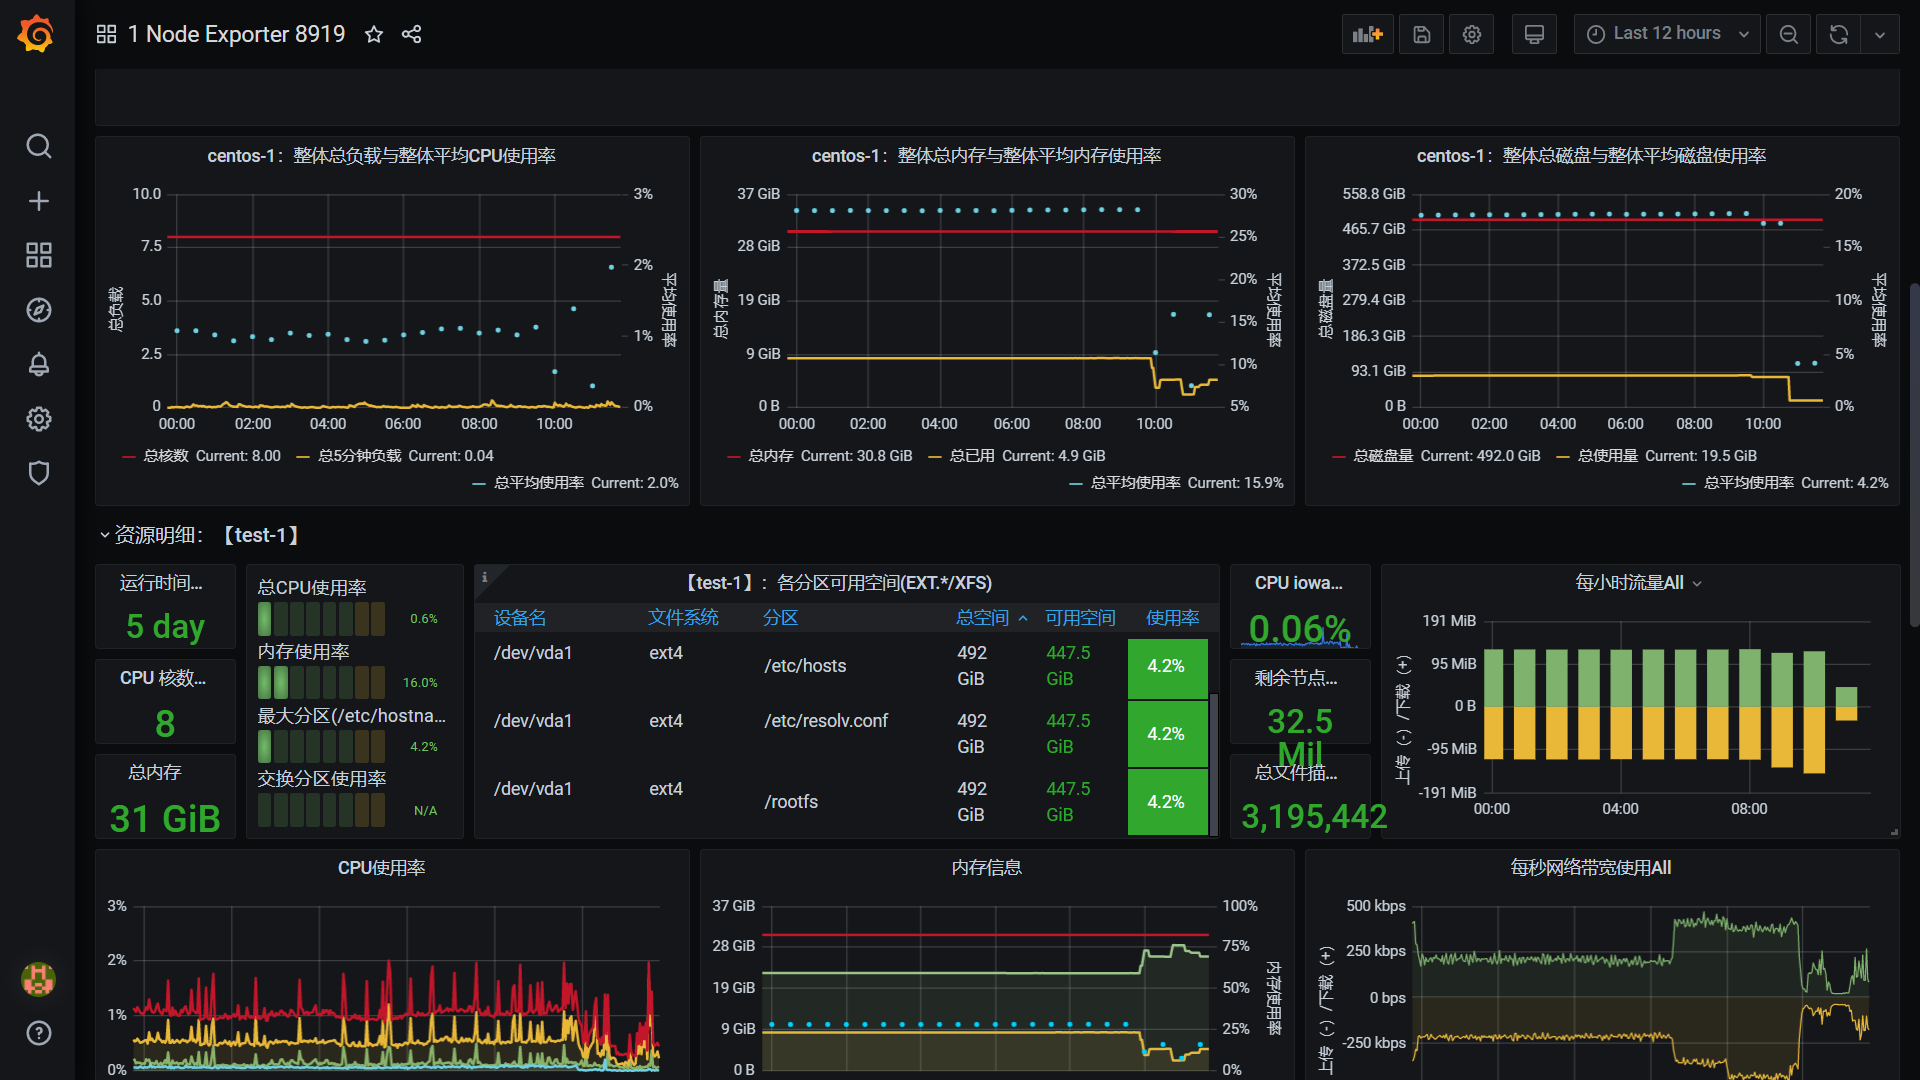 1 Node Exporter 8919
Last 12 hours
centos-1：整体总负载与整体平均CPU使用率
10.0
7.5
5.0
2.5
0
3%
2%
1%
0%
总负载
平均使用率
00:00 02:00 04:00 06:00 08:00 10:00
总核数 Current: 8.00 总5分钟负载 Current: 0.04
总平均使用率 Current: 2.0%
centos-1：整体总内存与整体平均内存使用率
37 GiB
28 GiB
19 GiB
9 GiB
0 B
30%
25%
20%
15%
10%
5%
总内存量
平均使用率
00:00 02:00 04:00 06:00 08:00 10:00
总内存 Current: 30.8 GiB 总已用 Current: 4.9 GiB
总平均使用率 Current: 15.9%
centos-1：整体总磁盘与整体平均磁盘使用率
558.8 GiB
465.7 GiB
372.5 GiB
279.4 GiB
186.3 GiB
93.1 GiB
0 B
20%
15%
10%
5%
0%
总磁盘量
平均使用率
00:00 02:00 04:00 06:00 08:00 10:00
总磁盘量 Current: 492.0 GiB 总使用量 Current: 19.5 GiB
总平均使用率 Current: 4.2%
资源明细：【test-1】
运行时间...
5 day
CPU 核数...
8
总内存
31 GiB
总CPU使用率
0.6%
内存使用率
16.0%
最大分区(/etc/hostna...
4.2%
交换分区使用率
N/A
i
【test-1】：各分区可用空间(EXT.*/XFS)
设备名 文件系统 分区 总空间 可用空间 使用率
/dev/vda1 ext4 /etc/hosts 492 GiB 447.5 GiB 4.2%
/dev/vda1 ext4 /etc/resolv.conf 492 GiB 447.5 GiB 4.2%
/dev/vda1 ext4 /rootfs 492 GiB 447.5 GiB 4.2%
CPU iowa...
0.06%
剩余节点...
32.5 Mil
总文件描...
3,195,442
每小时流量All
191 MiB
95 MiB
0 B
-95 MiB
-191 MiB
上传（-）/下载（+）
00:00 04:00 08:00
CPU使用率
3%
2%
1%
0%
内存信息
37 GiB
28 GiB
19 GiB
9 GiB
0 B
100%
75%
50%
25%
0%
内存使用率
每秒网络带宽使用All
500 kbps
250 kbps
0 bps
-250 kbps
上传（-）/下载（+）